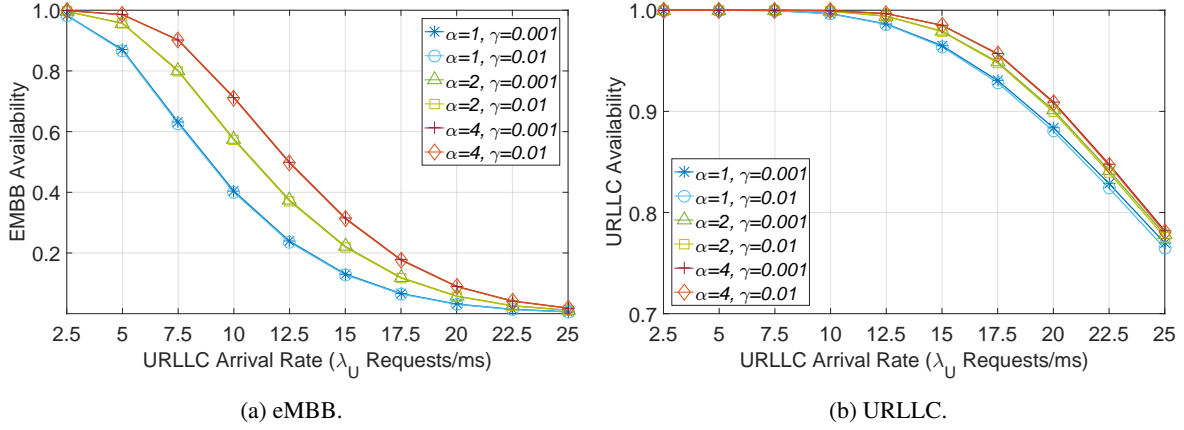 1.0
0.8
0.6
0.4
0.2
EMBB Availability
α=1, γ=0.001
α=1, γ=0.01
α=2, γ=0.001
α=2, γ=0.01
α=4, γ=0.001
α=4, γ=0.01
2.5 5 7.5 10 12.5 15 17.5 20 22.5 25
URLLC Arrival Rate (λ_U Requests/ms)
(a) eMBB.
1.0
0.9
0.8
0.7
URLLC Availability
α=1, γ=0.001
α=1, γ=0.01
α=2, γ=0.001
α=2, γ=0.01
α=4, γ=0.001
α=4, γ=0.01
2.5 5 7.5 10 12.5 15 17.5 20 22.5 25
URLLC Arrival Rate (λ_U Requests/ms)
(b) URLLC.